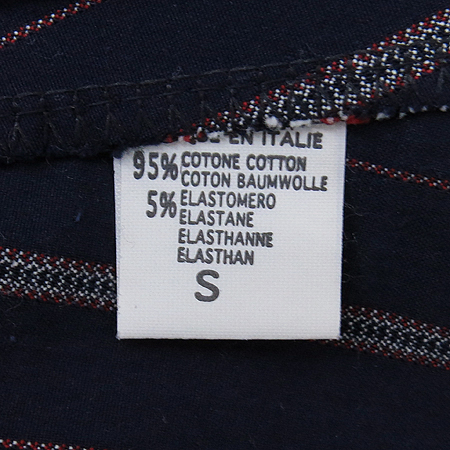 EN ITALIE
95% COTONE COTTON
COTON BAUMWOLLE
5% ELASTOMERO
ELASTANE
ELASTHANNE
ELASTHAN
S